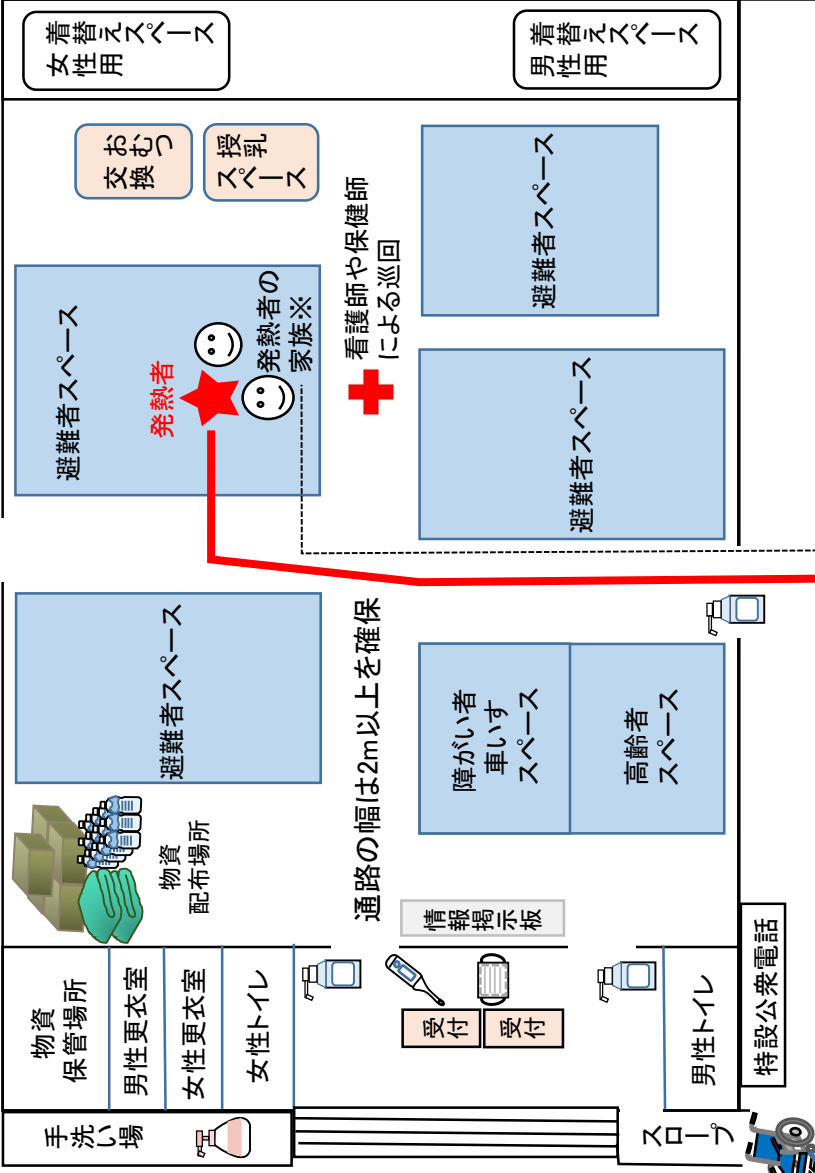 手洗い場
スロープ
物資
保管場所
男性更衣室
女性更衣室
女性トイレ
受付
受付
男性トイレ
特設公衆電話
物資
配布場所
情報掲示板
通路の幅は2m以上を確保
避難者スペース
障がい者
車いす
スペース
高齢者
スペース
避難者スペース
発熱者
発熱者の
家族※
看護師や保健師
による巡回
避難者スペース
避難者スペース
おむつ
交換
授乳
スペース
女性用
着替えスペース
男性用
着替えスペース